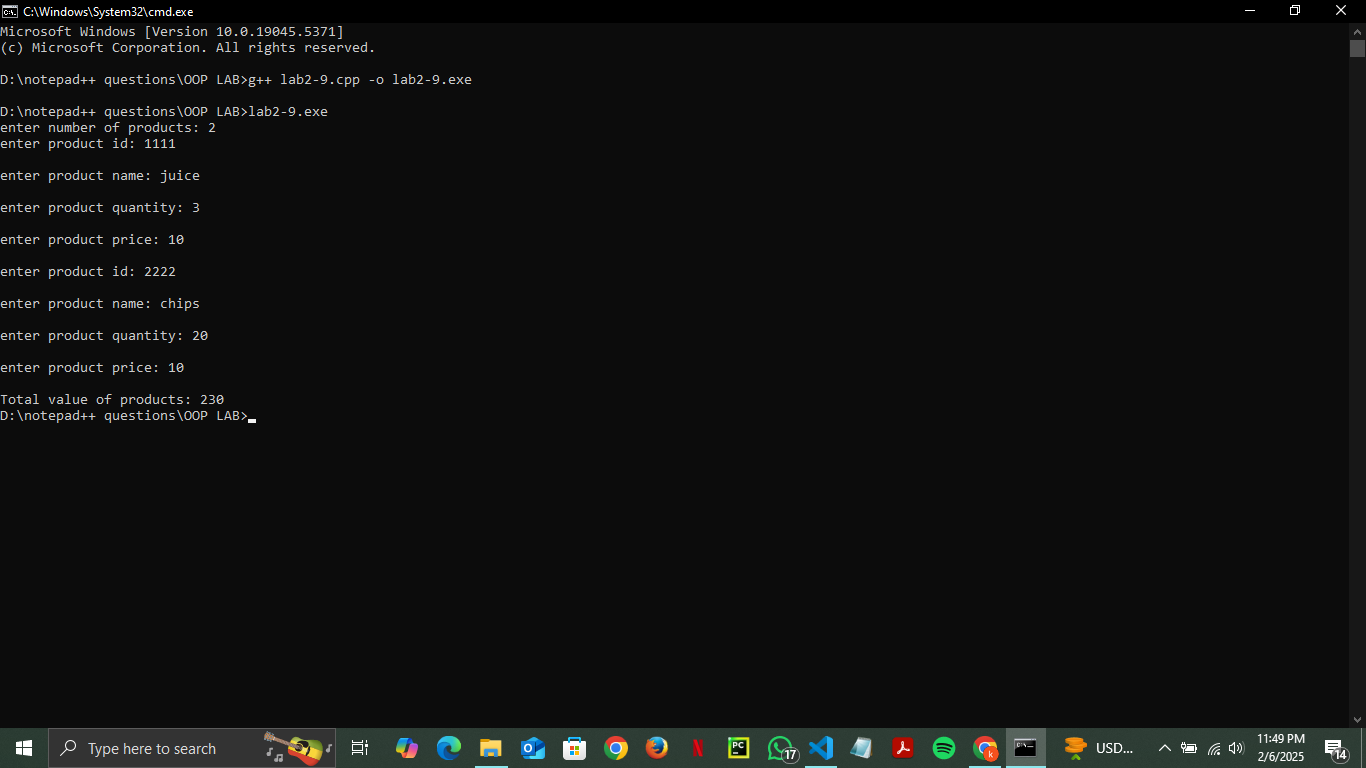 C:\Windows\System32\cmd.exe
Microsoft Windows [Version 10.0.19045.5371]
(c) Microsoft Corporation. All rights reserved.
D:\notepad++ questions\OOP LAB>g++ lab2-9.cpp -o lab2-9.exe
D:\notepad++ questions\OOP LAB>lab2-9.exe
enter number of products: 2
enter product id: 1111
enter product name: juice
enter product quantity: 3
enter product price: 10
enter product id: 2222
enter product name: chips
enter product quantity: 20
enter product price: 10
Total value of products: 230
D:\notepad++ questions\OOP LAB>
Type here to search
PC
17
k
USD...
11:49 PM
2/6/2025
14